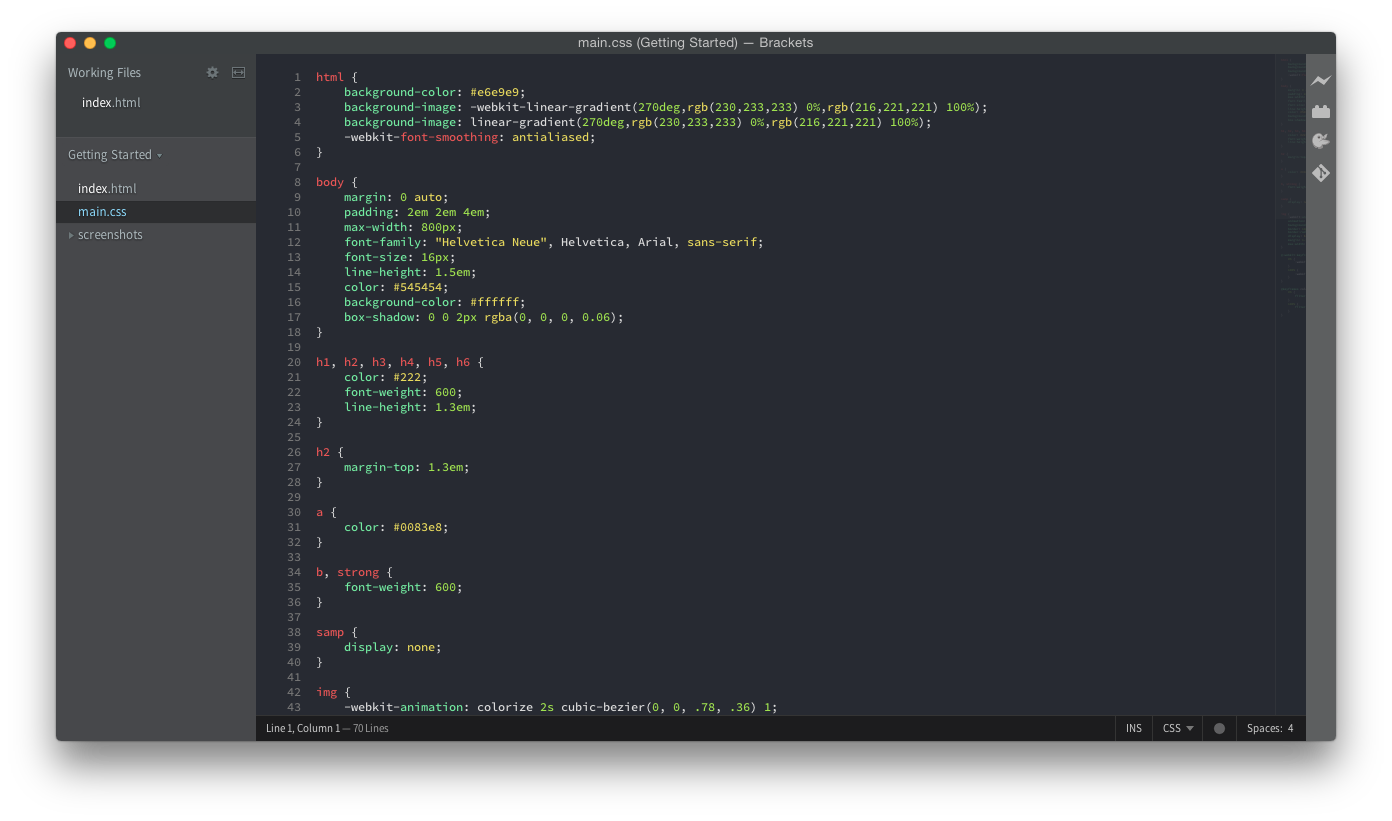 main.css (Getting Started) — Brackets
Working Files
index.html
Getting Started
index.html
main.css
screenshots
1 html {
2     background-color: #e6e9e9;
3     background-image: -webkit-linear-gradient(270deg,rgb(230,233,233) 0%,rgb(216,221,221) 100%);
4     background-image: linear-gradient(270deg,rgb(230,233,233) 0%,rgb(216,221,221) 100%);
5     -webkit-font-smoothing: antialiased;
6 }
7
8 body {
9     margin: 0 auto;
10     padding: 2em 2em 4em;
11     max-width: 800px;
12     font-family: "Helvetica Neue", Helvetica, Arial, sans-serif;
13     font-size: 16px;
14     line-height: 1.5em;
15     color: #545454;
16     background-color: #ffffff;
17     box-shadow: 0 0 2px rgba(0, 0, 0, 0.06);
18 }
19
20 h1, h2, h3, h4, h5, h6 {
21     color: #222;
22     font-weight: 600;
23     line-height: 1.3em;
24 }
25
26 h2 {
27     margin-top: 1.3em;
28 }
29
30 a {
31     color: #0083e8;
32 }
33
34 b, strong {
35     font-weight: 600;
36 }
37
38 samp {
39     display: none;
40 }
41
42 img {
43     -webkit-animation: colorize 2s cubic-bezier(0, 0, .78, .36) 1;
Line 1, Column 1 — 70 Lines
INS
CSS
Spaces: 4